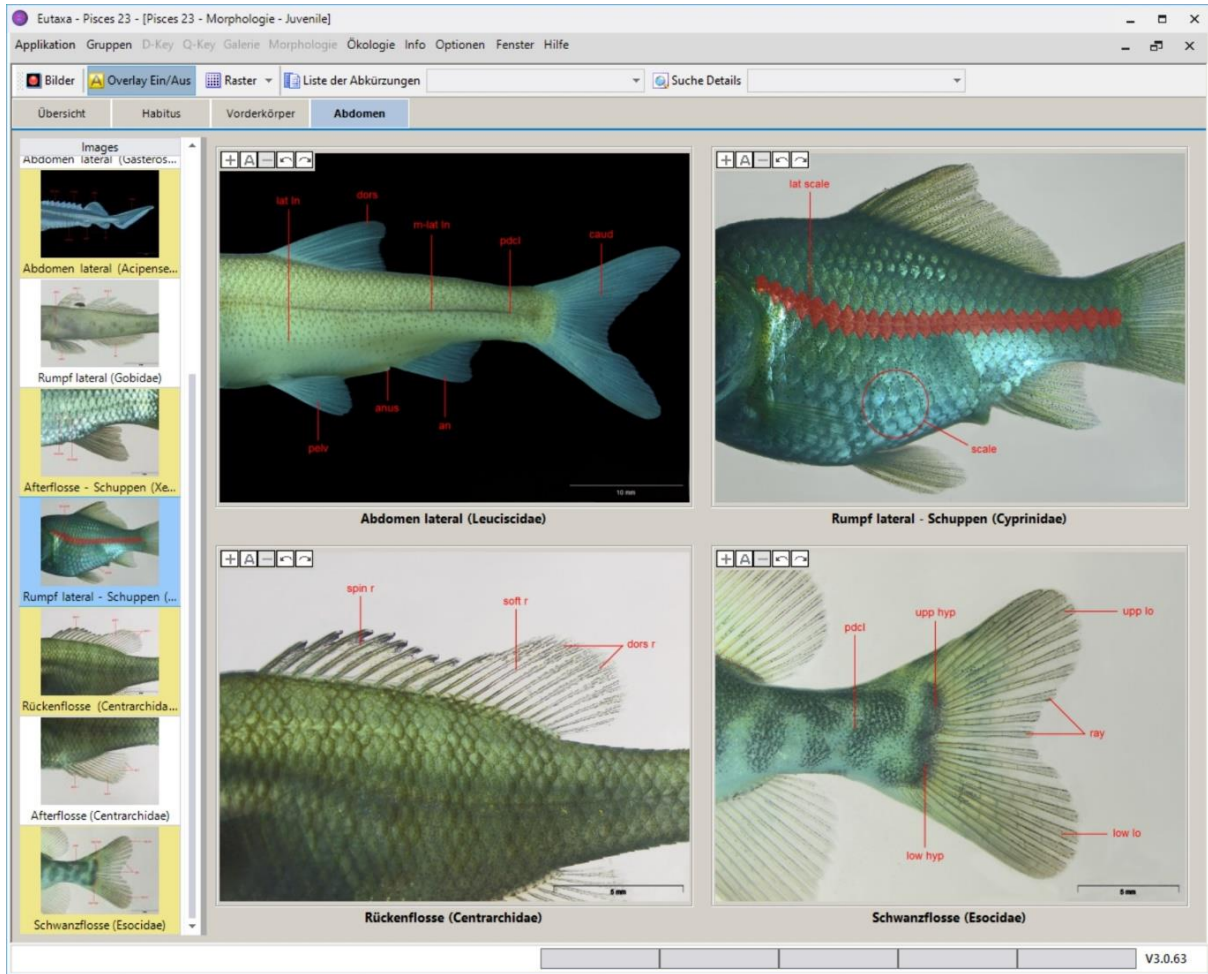 Eutaxa - Pisces 23 - [Pisces 23 - Morphologie - Juvenile]
Applikation Gruppen D-Key Q-Key Galerie Morphologie Ökologie Info Optionen Fenster Hilfe
Bilder Overlay Ein/Aus Raster Liste der Abkürzungen Suche Details
Übersicht Habitus Vorderkörper Abdomen
Images
Abdomen lateral (Gasteros...
Abdomen lateral (Acipense...
Rumpf lateral (Gobidae)
Afterflosse - Schuppen (Xe...
Rumpf lateral - Schuppen (...
Rückenflosse (Centrarchida...
Afterflosse (Centrarchidae)
Schwanzflosse (Esocidae)
A
lat ln
dors
m-lat ln
pdcl
caud
anus
an
pelv
10 mm
Abdomen lateral (Leuciscidae)
A
lat scale
scale
Rumpf lateral - Schuppen (Cyprinidae)
A
spin r
soft r
dors r
5 mm
Rückenflosse (Centrarchidae)
A
pdcl
upp hyp
upp lo
ray
low lo
low hyp
5 mm
Schwanzflosse (Esocidae)
V3.0.63